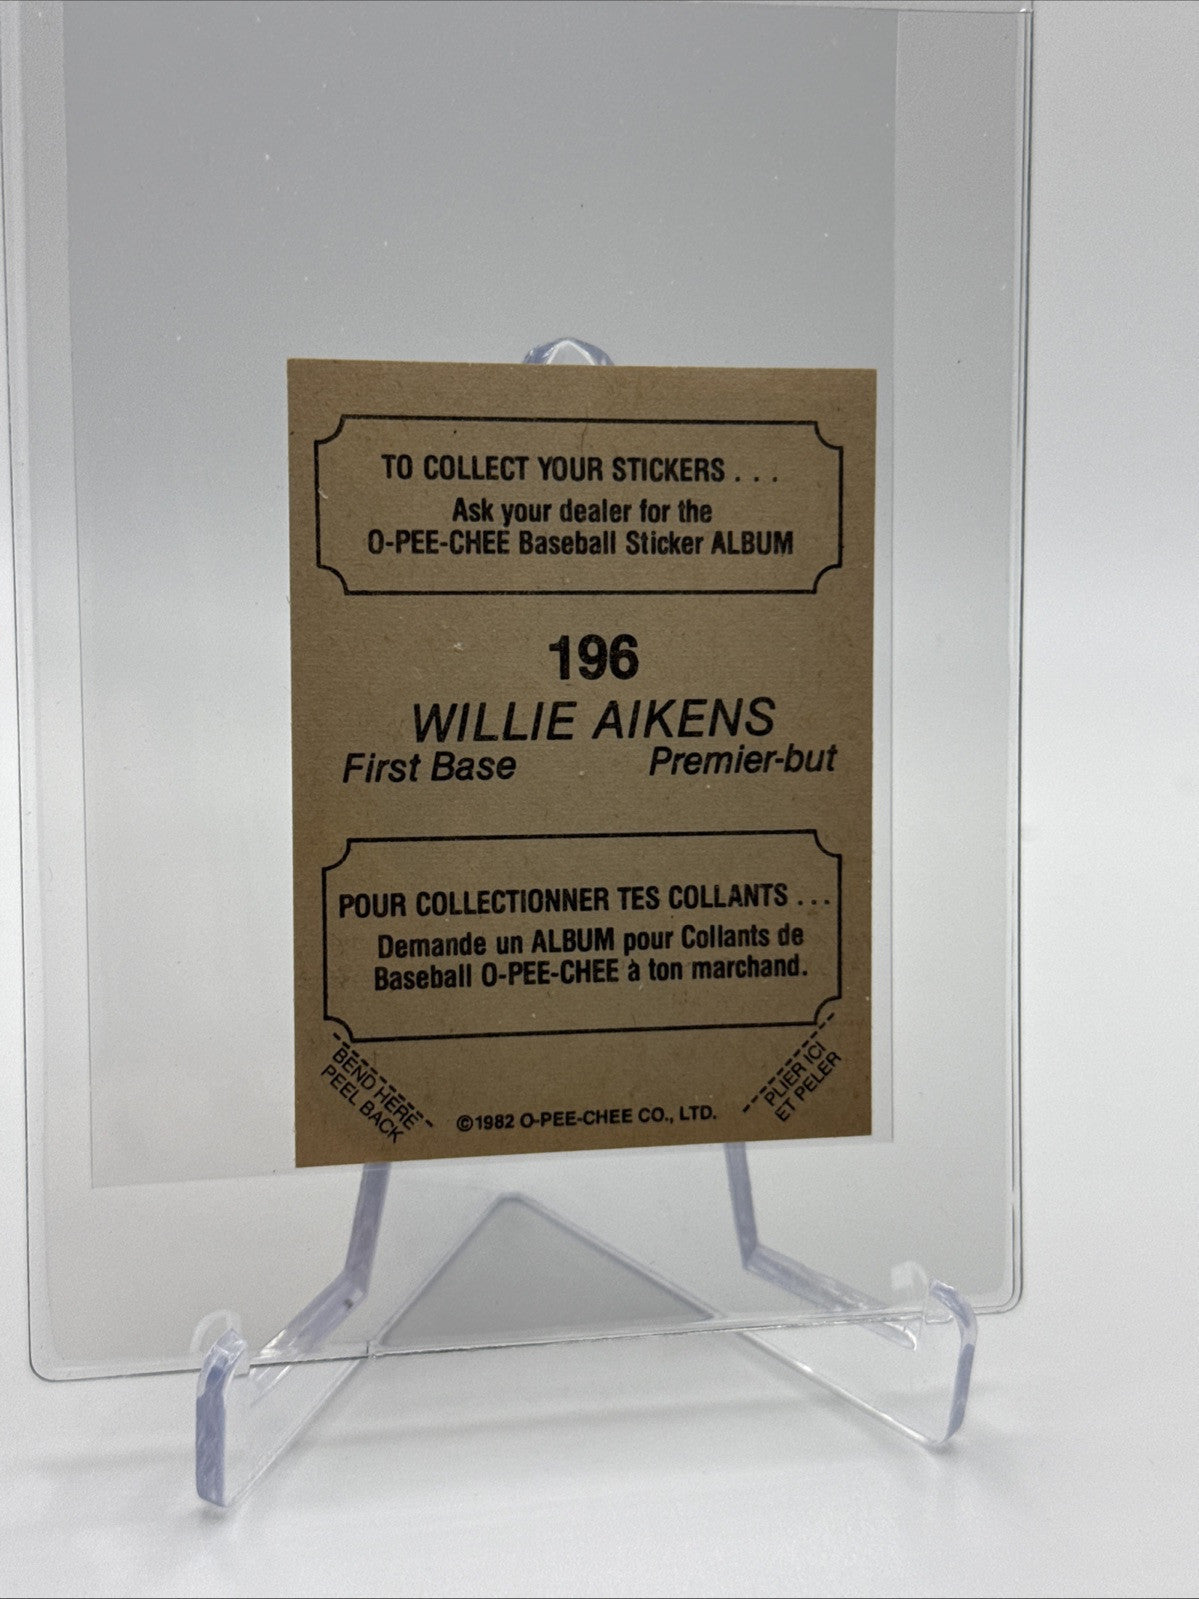 TO COLLECT YOUR STICKERS . . .
Ask your dealer for the
O-PEE-CHEE Baseball Sticker ALBUM
196
WILLIE AIKENS
First Base Premier-but
POUR COLLECTIONNER TES COLLANTS . . .
Demande un ALBUM pour Collants de
Baseball O-PEE-CHEE à ton marchand.
BEND HERE
PEEL BACK
©1982 O-PEE-CHEE CO., LTD.
PLIER ICI
ET PELER